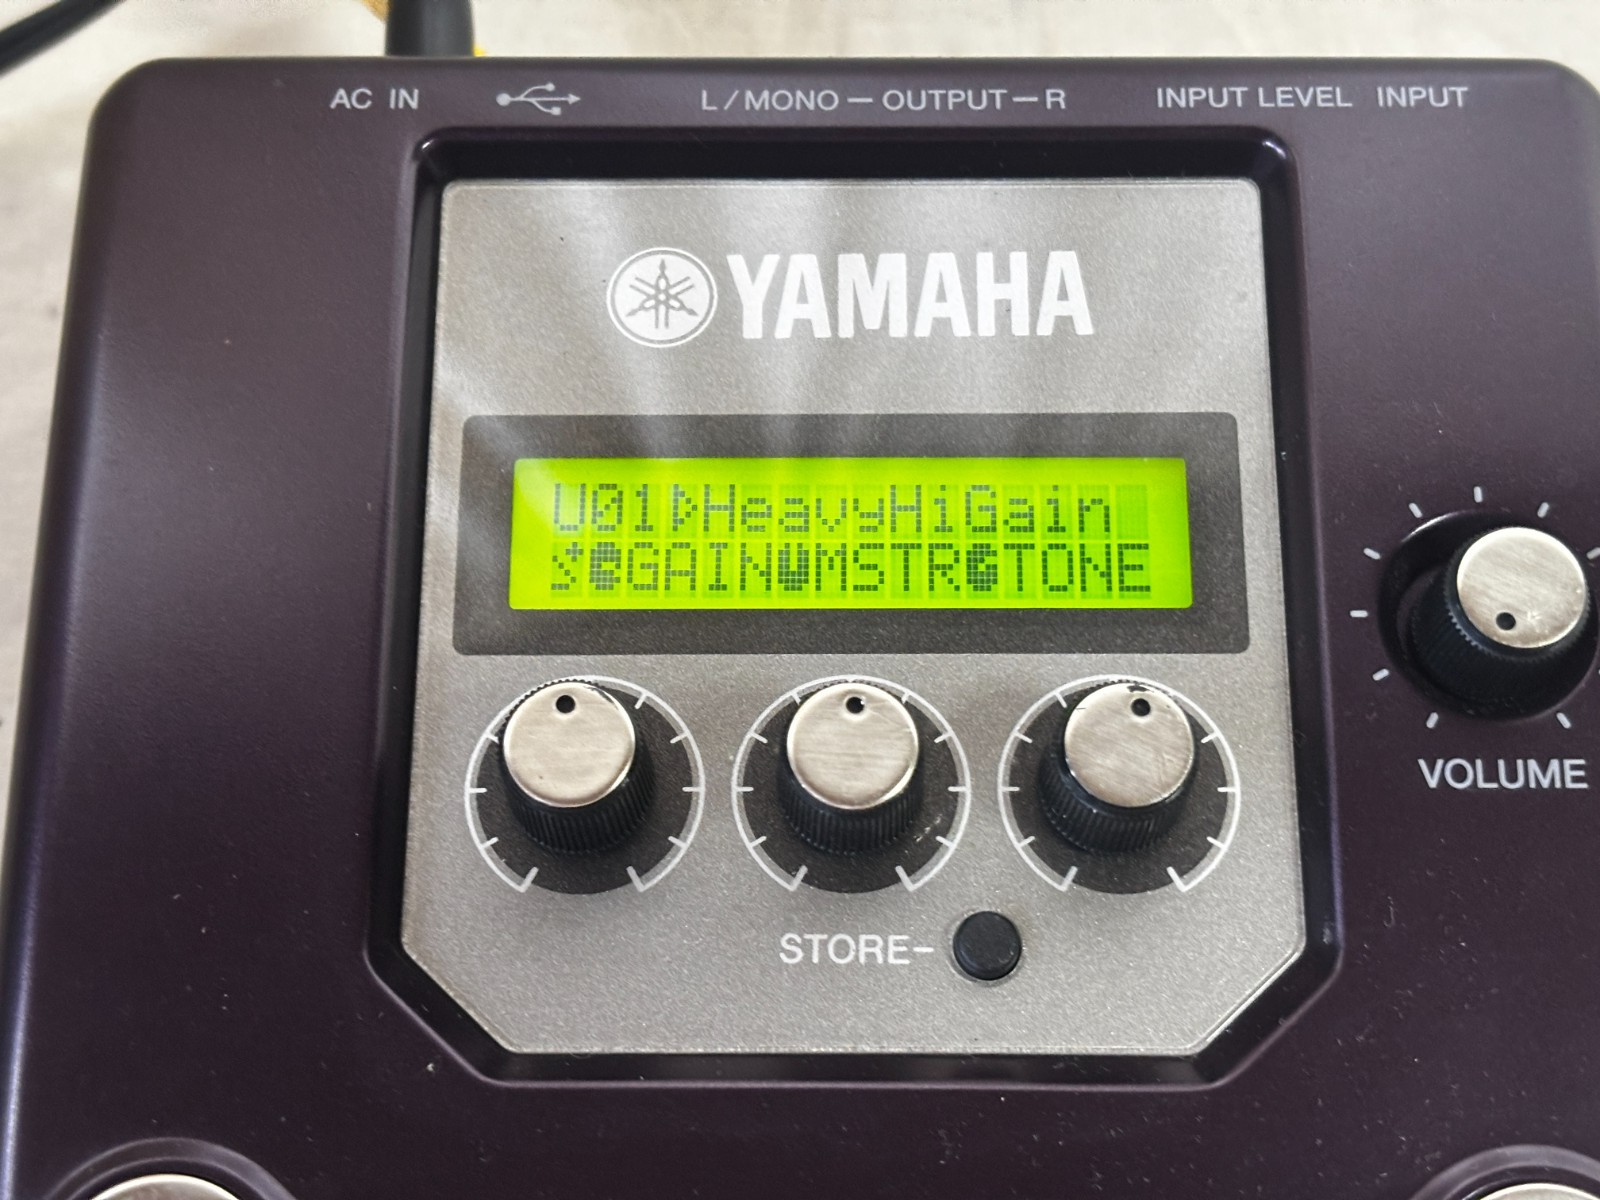 AC IN L/MONO — OUTPUT — R INPUT LEVEL INPUT
YAMAHA
U01▷HeavyHiGain
GAIN MSTR TONE
VOLUME
STORE-